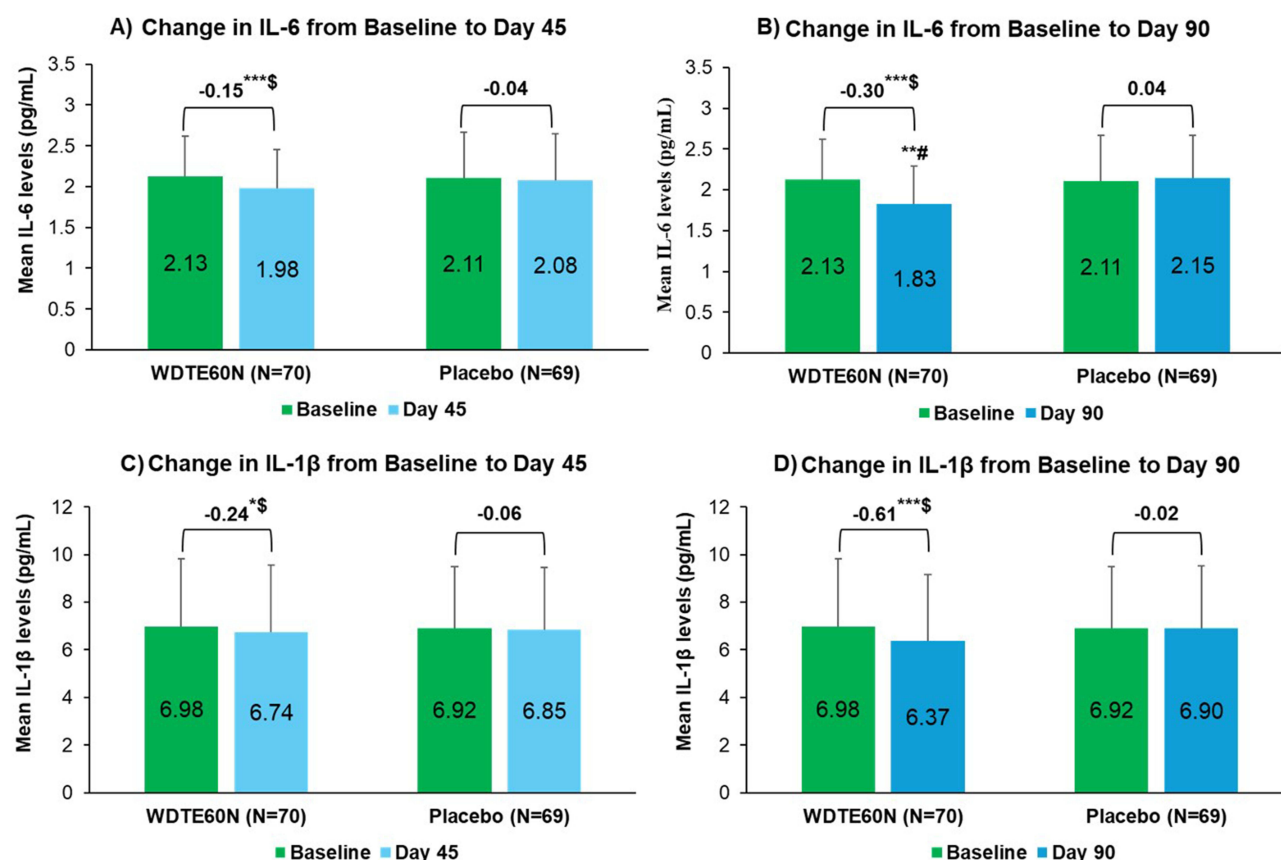 A) Change in IL-6 from Baseline to Day 45
Mean IL-6 levels (pg/mL)
3.5
3
2.5
2
1.5
1
0.5
0
-0.15***$
-0.04
2.13
1.98
2.11
2.08
WDTE60N (N=70)
Placebo (N=69)
Baseline
Day 45
B) Change in IL-6 from Baseline to Day 90
Mean IL-6 levels (pg/mL)
3.5
3
2.5
2
1.5
1
0.5
0
-0.30***$
0.04
**#
2.13
1.83
2.11
2.15
WDTE60N (N=70)
Placebo (N=69)
Baseline
Day 90
C) Change in IL-1β from Baseline to Day 45
Mean IL-1β levels (pg/mL)
12
10
8
6
4
2
0
-0.24*$
-0.06
6.98
6.74
6.92
6.85
WDTE60N (N=70)
Placebo (N=69)
Baseline
Day 45
D) Change in IL-1β from Baseline to Day 90
Mean IL-1β levels (pg/mL)
12
10
8
6
4
2
0
-0.61***$
-0.02
6.98
6.37
6.92
6.90
WDTE60N (N=70)
Placebo (N=69)
Baseline
Day 90